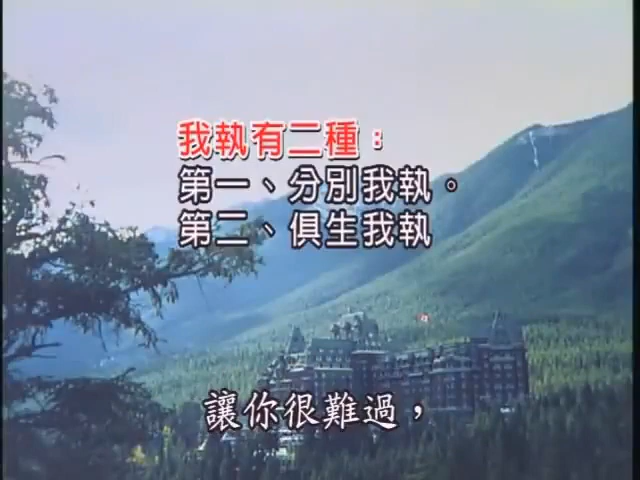 我執有二種：
第一、分別我執。
第二、俱生我執
讓你很難過，